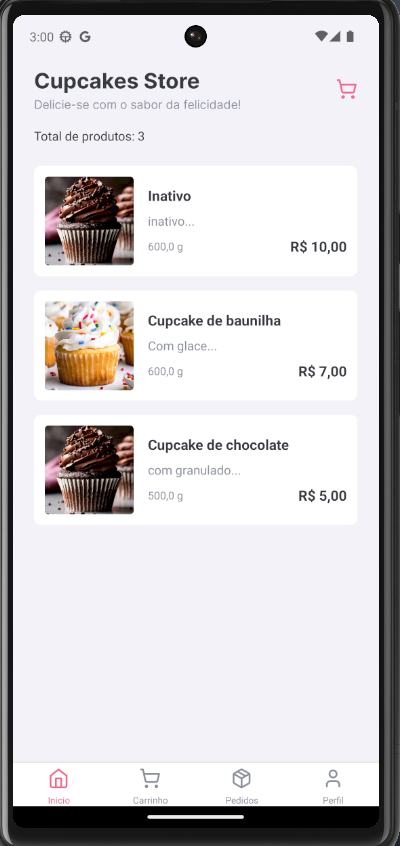 3:00
Cupcakes Store
Delicie-se com o sabor da felicidade!
Total de produtos: 3
Inativo
inativo...
600,0 g R$ 10,00
Cupcake de baunilha
Com glace...
600,0 g R$ 7,00
Cupcake de chocolate
com granulado...
500,0 g R$ 5,00
Inicio Carrinho Pedidos Perfil